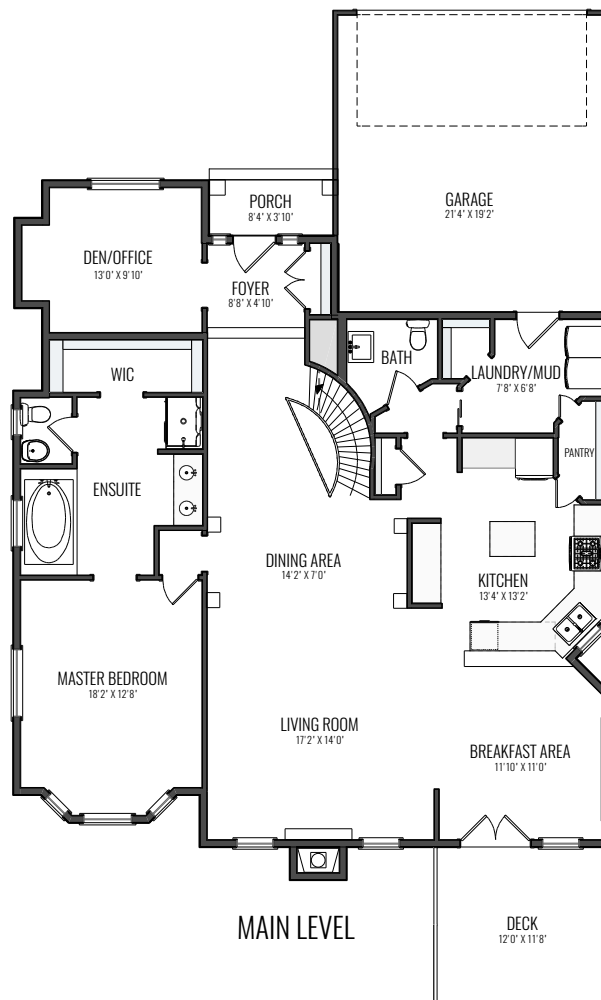 GARAGE
21'4" X 19'2"
PORCH
8'4" X 3'10"
DEN/OFFICE
13'0" X 9'10"
FOYER
8'8" X 4'10"
BATH
WIC
LAUNDRY/MUD
7'8" X 6'8"
PANTRY
ENSUITE
DINING AREA
14'2" X 7'0"
KITCHEN
13'4" X 13'2"
MASTER BEDROOM
18'2" X 12'8"
LIVING ROOM
17'2" X 14'0"
BREAKFAST AREA
11'10" X 11'0"
MAIN LEVEL
DECK
12'0" X 11'8"